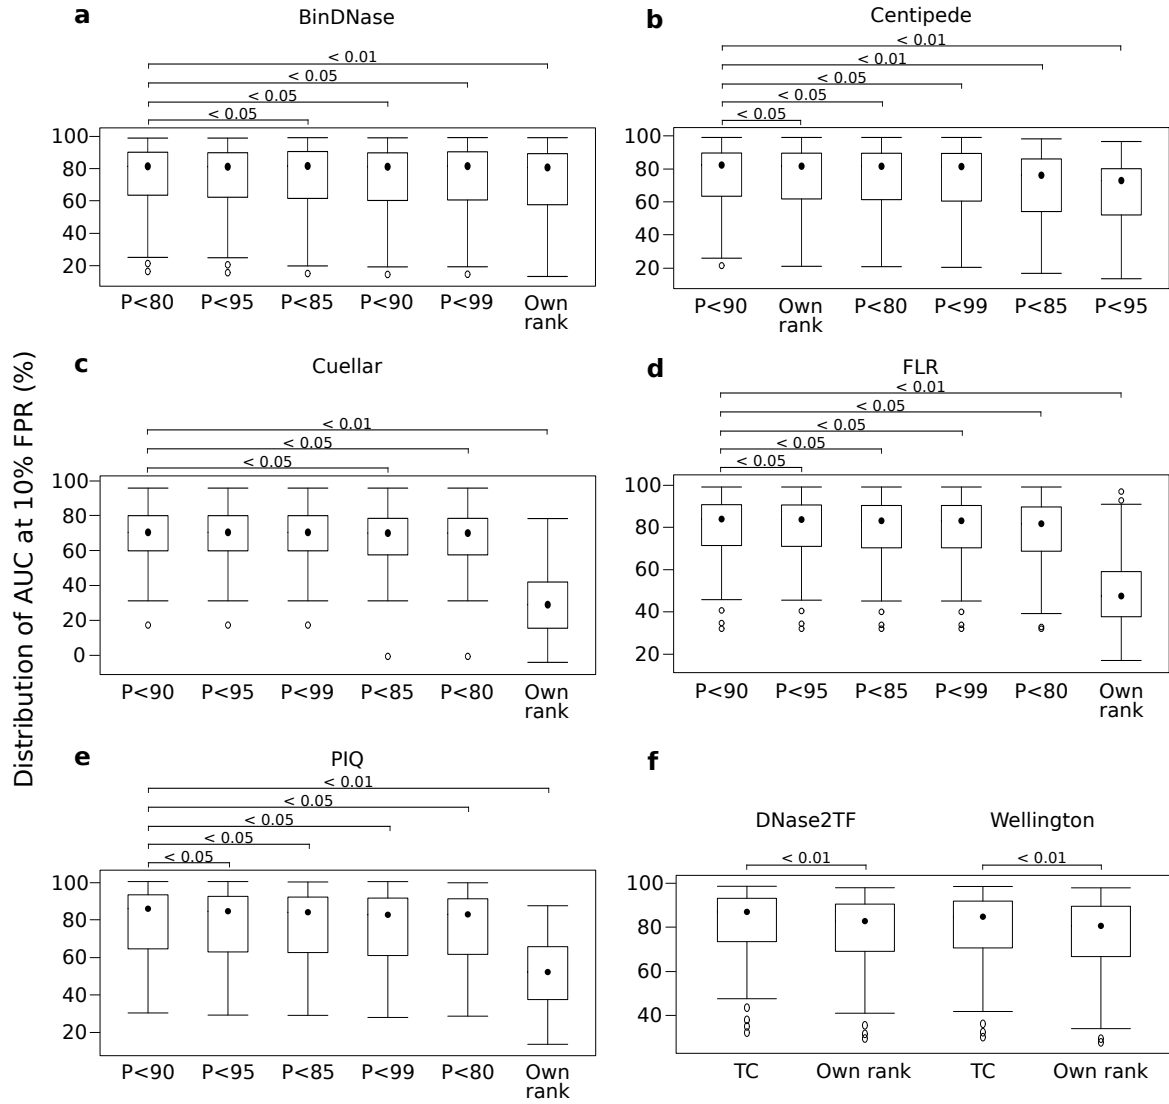 Distribution of AUC at 10% FPR (%)
a
BinDNase
< 0.01
< 0.05
< 0.05
< 0.05
100
80
60
40
20
P<80 P<95 P<85 P<90 P<99 Own rank
b
Centipede
< 0.01
< 0.01
< 0.05
< 0.05
< 0.05
100
80
60
40
20
P<90 Own rank P<80 P<99 P<85 P<95
c
Cuellar
< 0.01
< 0.05
< 0.05
100
80
60
40
20
0
P<90 P<95 P<99 P<85 P<80 Own rank
d
FLR
< 0.01
< 0.05
< 0.05
< 0.05
< 0.05
100
80
60
40
20
P<90 P<95 P<85 P<99 P<80 Own rank
e
PIQ
< 0.01
< 0.05
< 0.05
< 0.05
< 0.05
100
80
60
40
20
P<90 P<95 P<85 P<99 P<80 Own rank
f
DNase2TF Wellington
< 0.01 < 0.01
100
80
60
40
TC Own rank TC Own rank